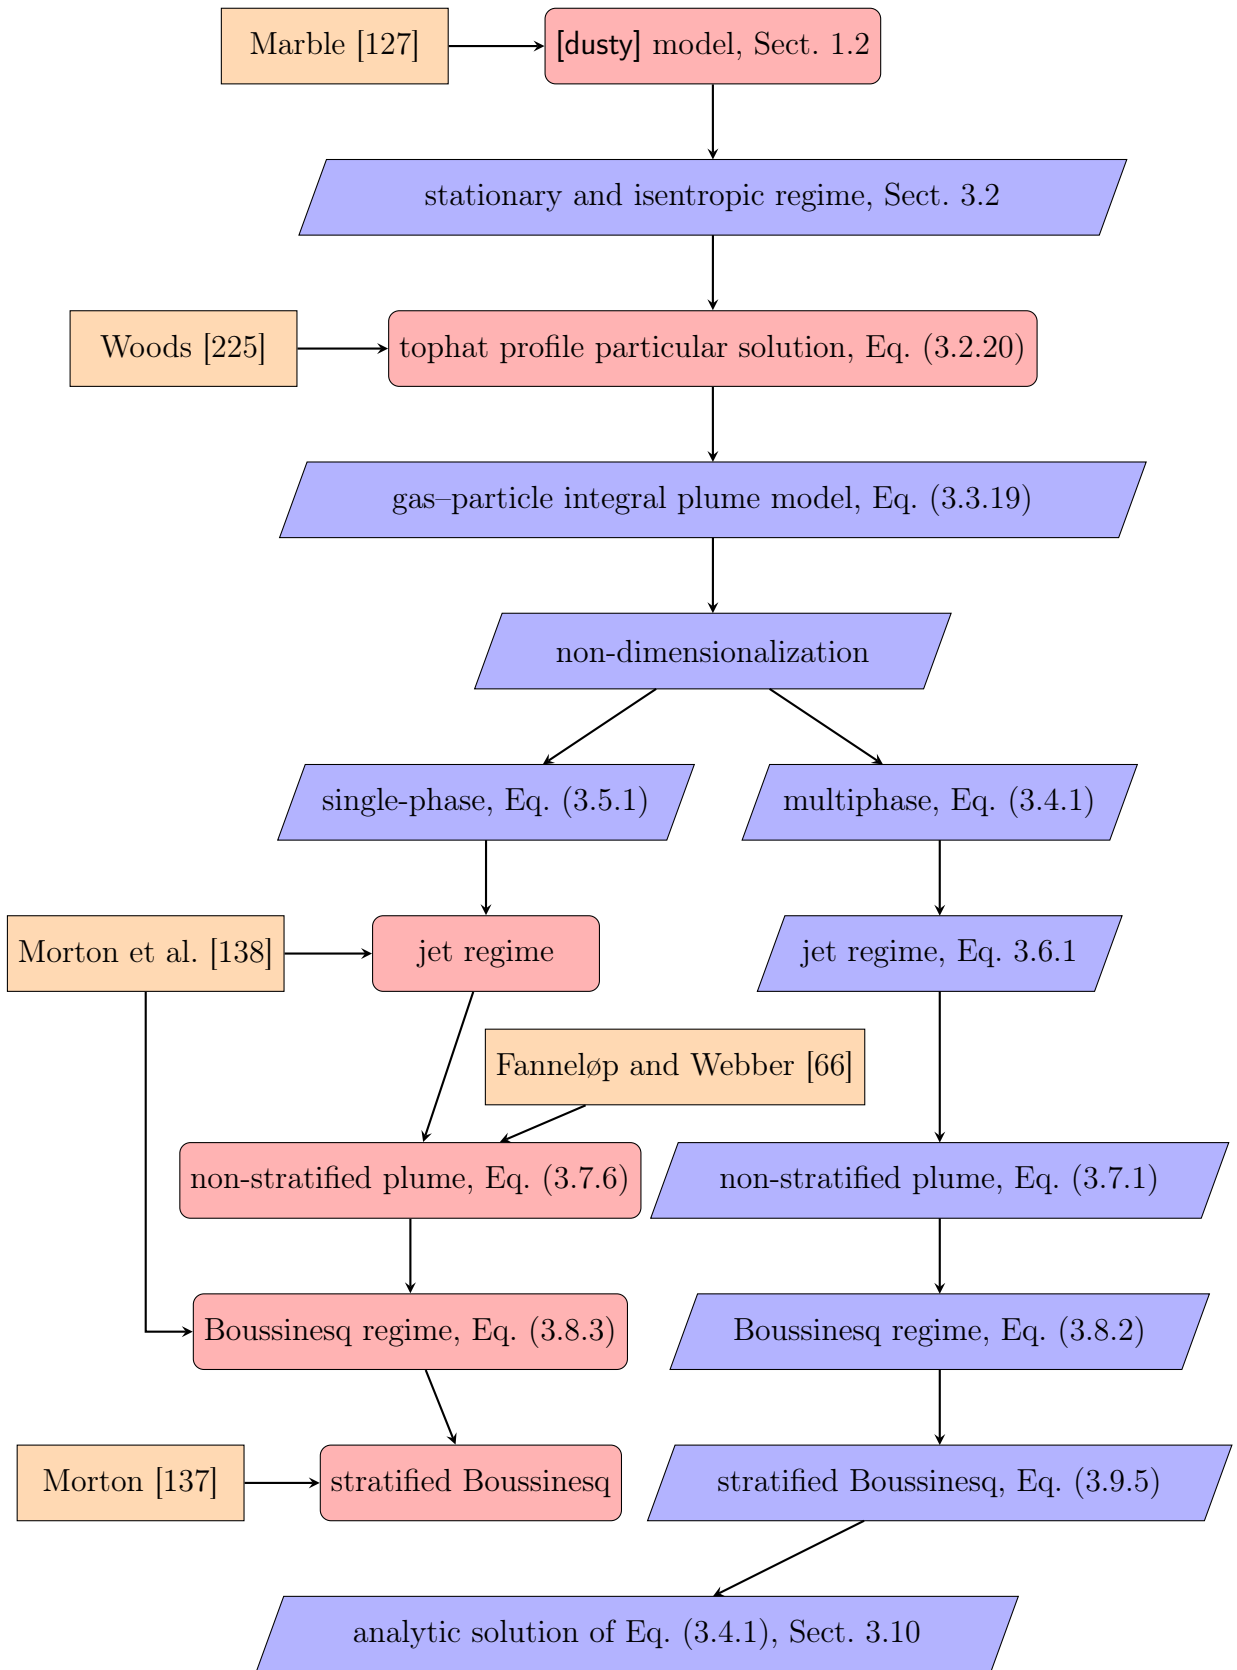 Marble [127]
[dusty] model, Sect. 1.2
stationary and isentropic regime, Sect. 3.2
Woods [225]
tophat profile particular solution, Eq. (3.2.20)
gas–particle integral plume model, Eq. (3.3.19)
non-dimensionalization
single-phase, Eq. (3.5.1)
multiphase, Eq. (3.4.1)
Morton et al. [138]
jet regime
jet regime, Eq. 3.6.1
Fanneløp and Webber [66]
non-stratified plume, Eq. (3.7.6)
non-stratified plume, Eq. (3.7.1)
Boussinesq regime, Eq. (3.8.3)
Boussinesq regime, Eq. (3.8.2)
Morton [137]
stratified Boussinesq
stratified Boussinesq, Eq. (3.9.5)
analytic solution of Eq. (3.4.1), Sect. 3.10